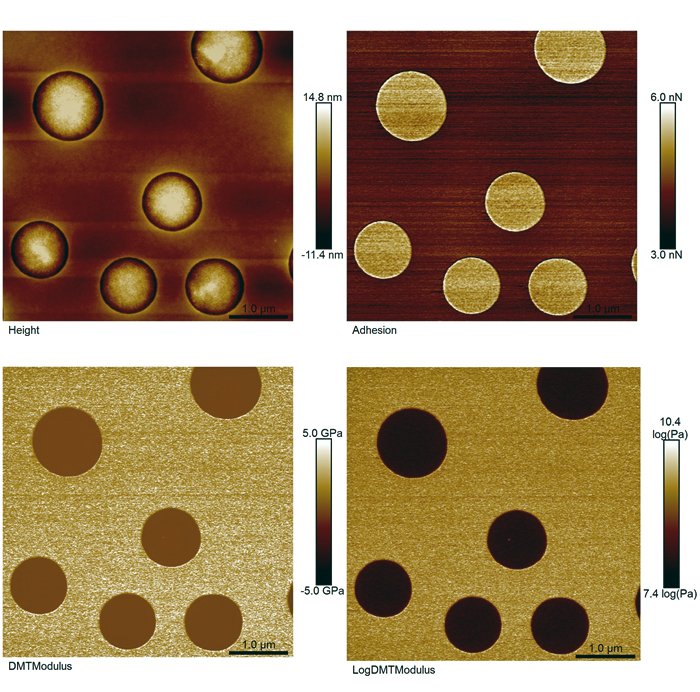 14.8 nm
-11.4 nm
1.0 µm
Height
6.0 nN
3.0 nN
1.0 µm
Adhesion
5.0 GPa
-5.0 GPa
1.0 µm
DMTModulus
10.4
log(Pa)
7.4 log(Pa)
1.0 µm
LogDMTModulus